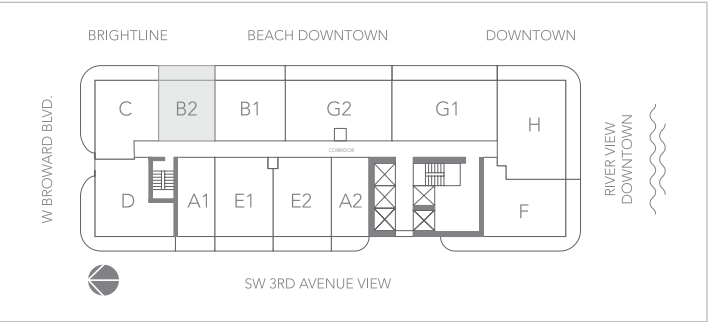 BRIGHTLINE
BEACH DOWNTOWN
DOWNTOWN
W BROWARD BLVD.
C
B2
B1
G2
G1
H
CORRIDOR
D
A1
E1
E2
A2
F
RIVER VIEW
DOWNTOWN
SW 3RD AVENUE VIEW